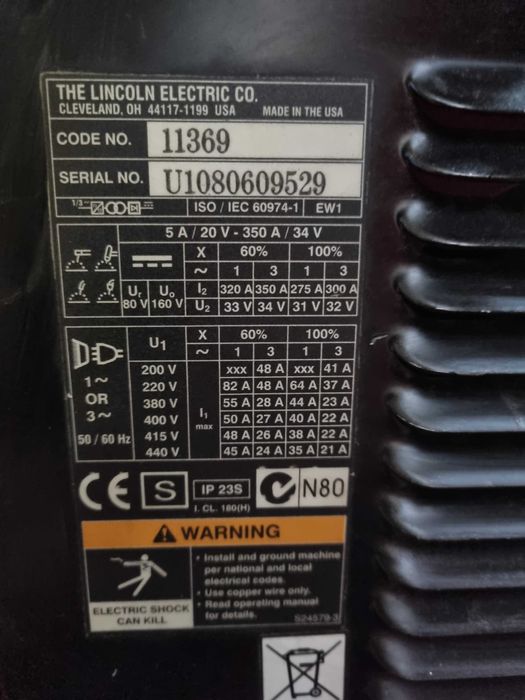 THE LINCOLN ELECTRIC CO.
CLEVELAND, OH 44117-1199 USA MADE IN THE USA
CODE NO. 11369
SERIAL NO. U1080609529
1/3~ ISO / IEC 60974-1 EW1
5 A / 20 V - 350 A / 34 V
X 60% 100%
~ 1 3 1 3
Ur 80 V Uo 160 V I2 320 A 350 A 275 A 300 A
U2 33 V 34 V 31 V 32 V
U1 X 60% 100%
~ 1 3 1 3
1~ OR 3~ 50 / 60 Hz
I1 max
200 V xxx 48 A xxx 41 A
220 V 82 A 48 A 64 A 37 A
380 V 55 A 28 A 44 A 23 A
400 V 50 A 27 A 40 A 22 A
415 V 48 A 26 A 38 A 22 A
440 V 45 A 24 A 35 A 21 A
CE S IP 23S N80
I. CL. 180(H)
WARNING
ELECTRIC SHOCK
CAN KILL
• Install and ground machine
per national and local
electrical codes.
• Use copper wire only.
• Read operating manual
for details.
S24579-3